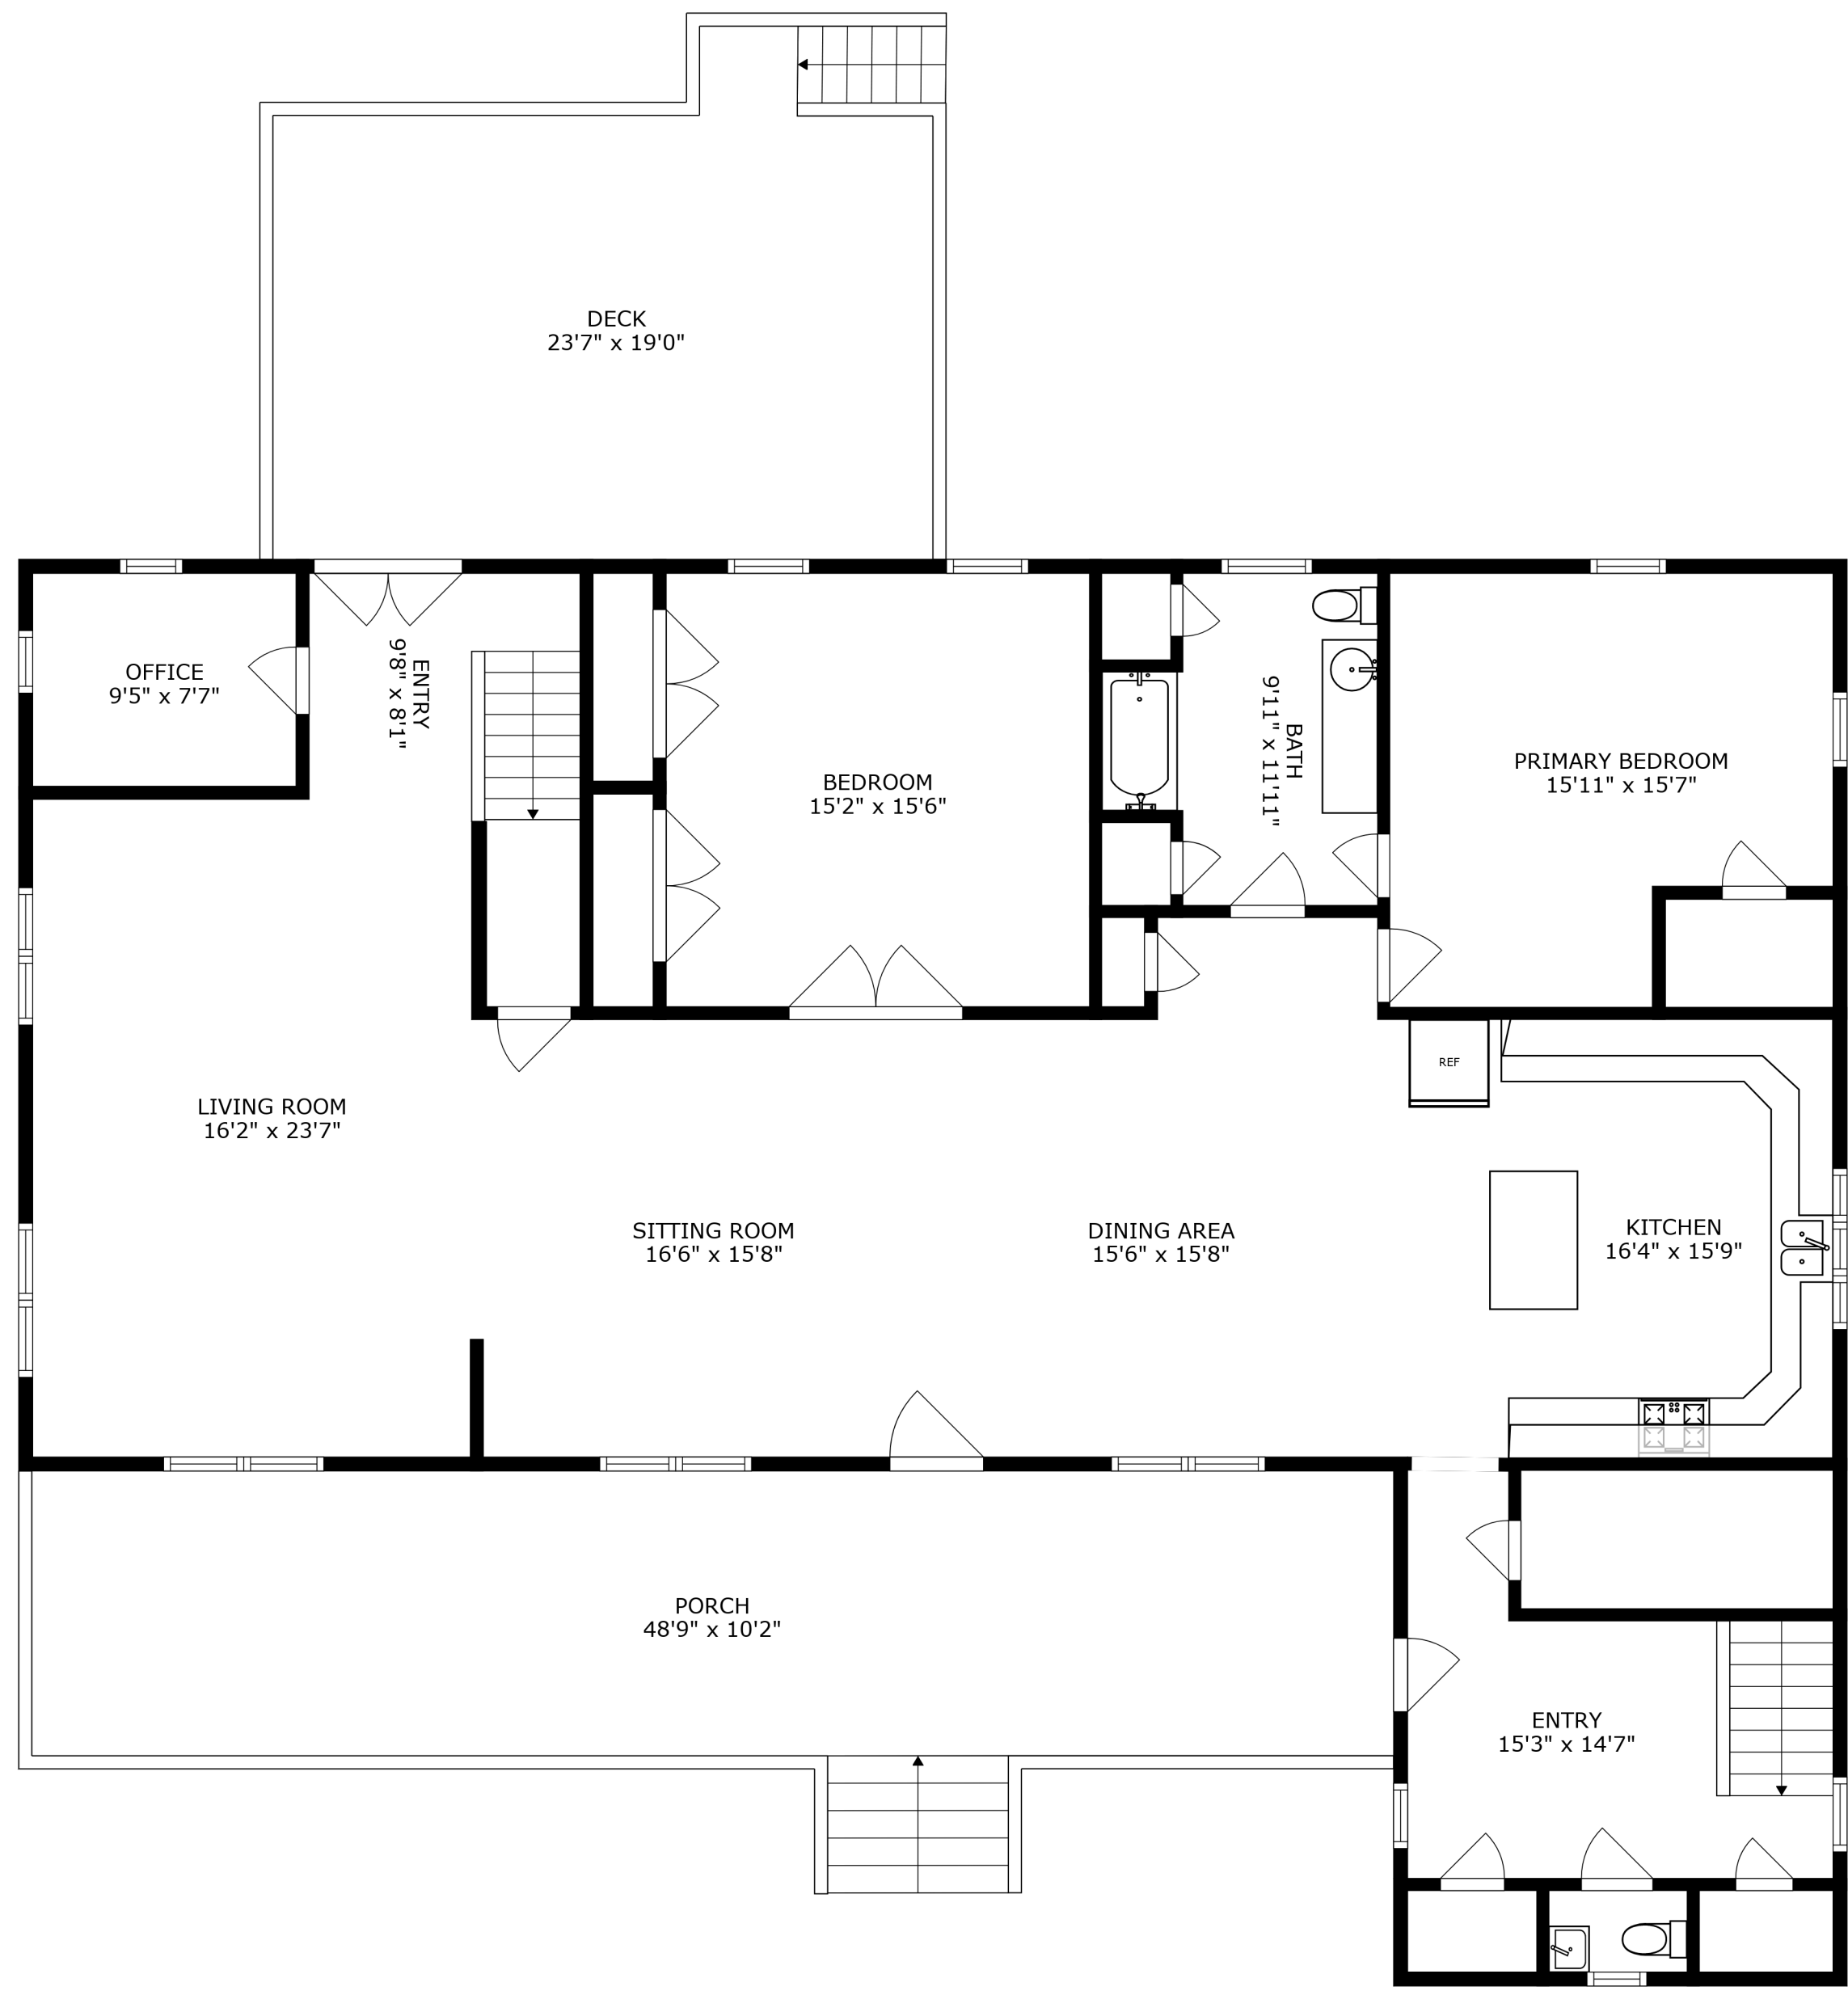 DECK
23'7" x 19'0"
OFFICE
9'5" x 7'7"
ENTRY
9'8" x 8'1"
BEDROOM
15'2" x 15'6"
BATH
9'11" x 11'11"
PRIMARY BEDROOM
15'11" x 15'7"
REF
LIVING ROOM
16'2" x 23'7"
SITTING ROOM
16'6" x 15'8"
DINING AREA
15'6" x 15'8"
KITCHEN
16'4" x 15'9"
PORCH
48'9" x 10'2"
ENTRY
15'3" x 14'7"